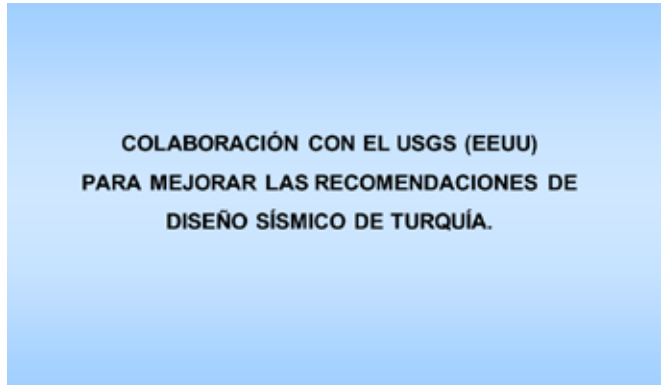 COLABORACIÓN CON EL USGS (EEUU)
PARA MEJORAR LAS RECOMENDACIONES DE
DISEÑO SÍSMICO DE TURQUÍA.